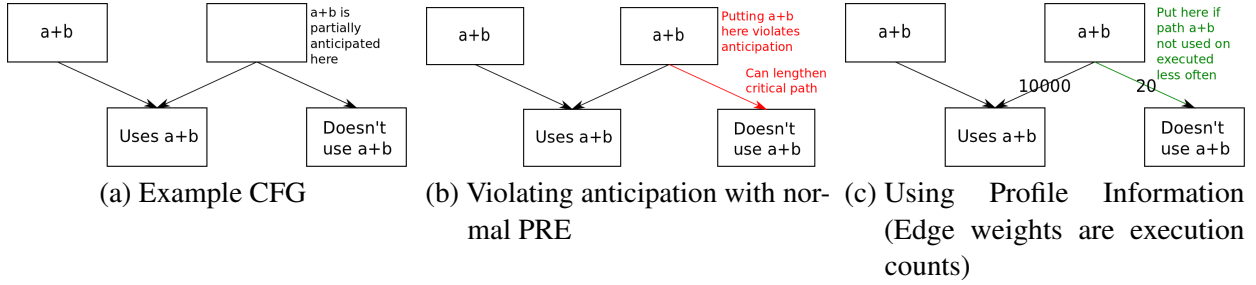 a+b
a+b is
partially
anticipated
here
Uses a+b
Doesn't
use a+b
(a) Example CFG
a+b
a+b
Putting a+b
here violates
anticipation
Can lengthen
critical path
Uses a+b
Doesn't
use a+b
(b) Violating anticipation with nor-
mal PRE
a+b
a+b
Put here if
path a+b
not used on
executed
less often
10000
20
Uses a+b
Doesn't
use a+b
(c) Using Profile Information
(Edge weights are execution
counts)